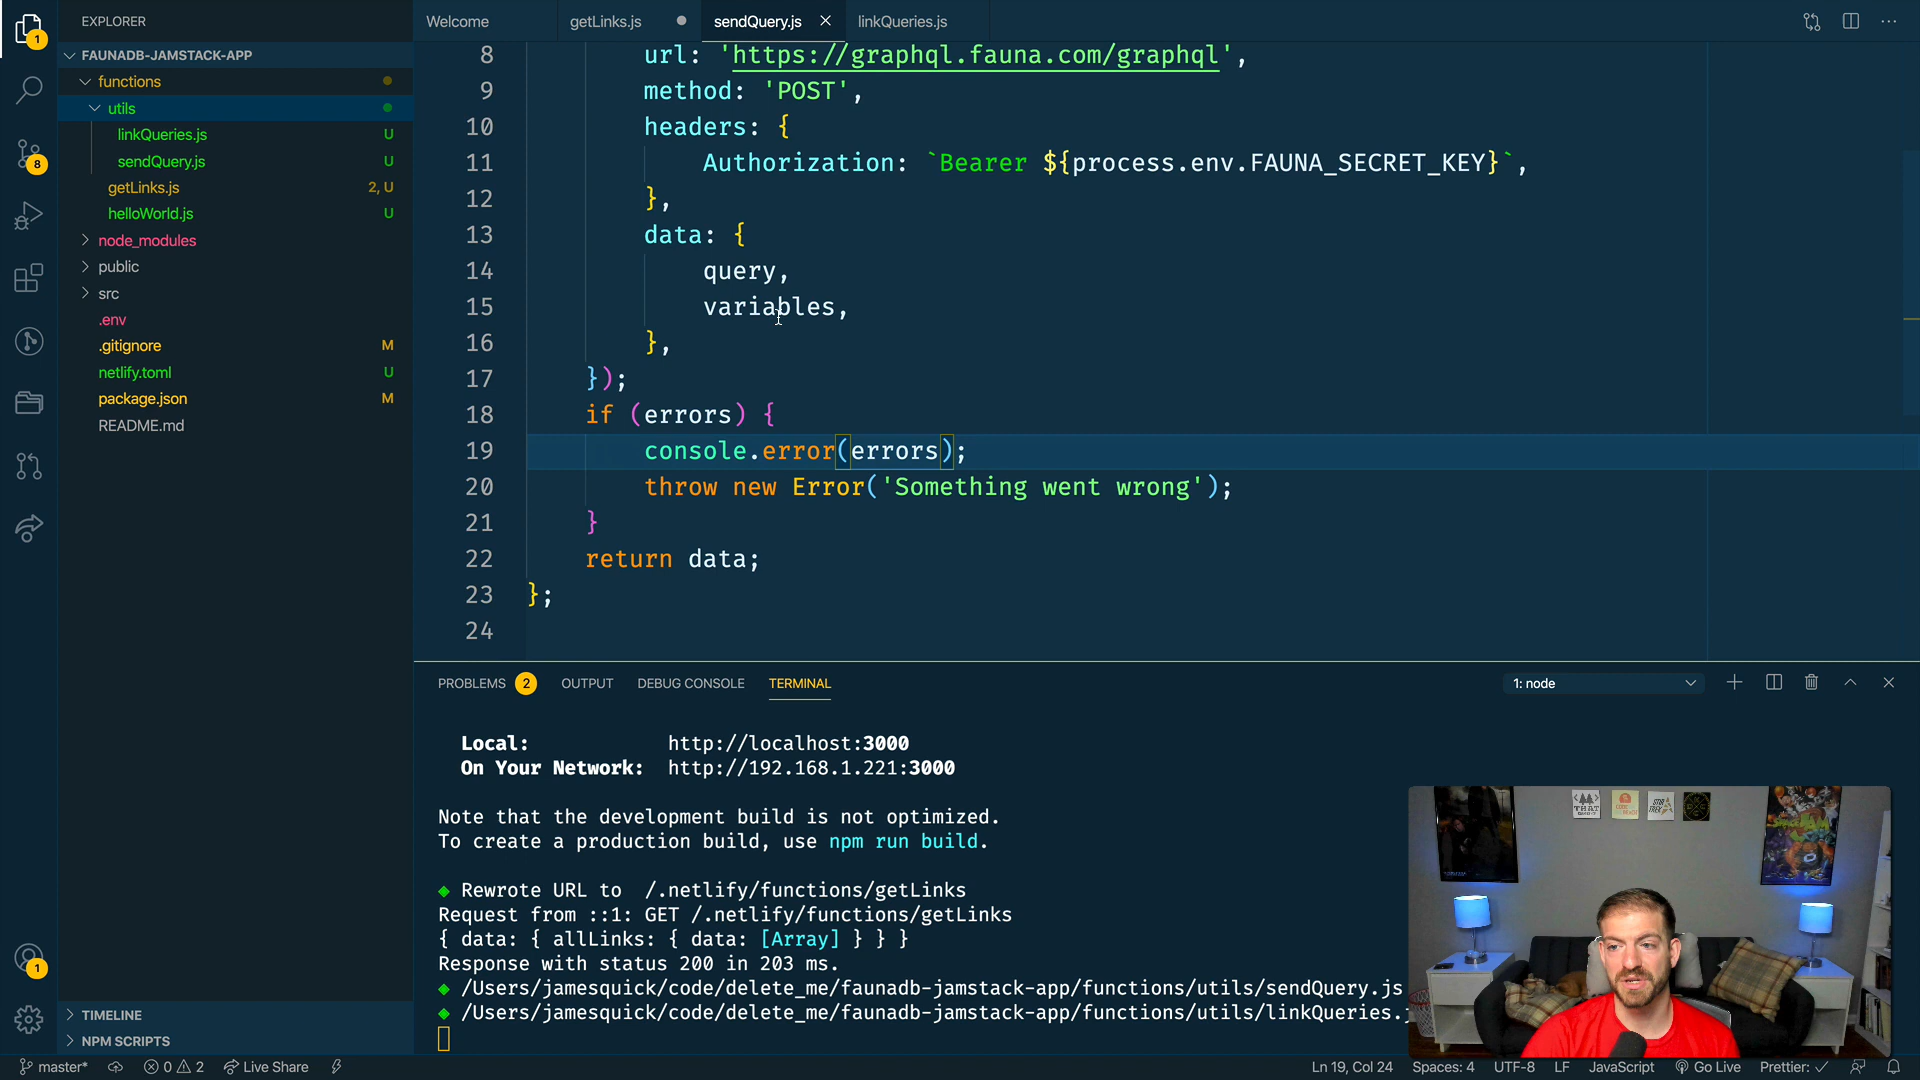 EXPLORER
FAUNADB-JAMSTACK-APP
functions
utils
linkQueries.js U
sendQuery.js U
getLinks.js 2, U
helloWorld.js U
node_modules
public
src
.env
.gitignore M
netlify.toml U
package.json M
README.md
TIMELINE
NPM SCRIPTS
1
8
1
Welcome getLinks.js sendQuery.js linkQueries.js
8 url: 'https://graphql.fauna.com/graphql',
9 method: 'POST',
10 headers: {
11 Authorization: `Bearer ${process.env.FAUNA_SECRET_KEY}`,
12 },
13 data: {
14 query,
15 variables,
16 },
17 });
18 if (errors) {
19 console.error(errors);
20 throw new Error('Something went wrong');
21 }
22 return data;
23 };
24
PROBLEMS 2 OUTPUT DEBUG CONSOLE TERMINAL 1: node
Local: http://localhost:3000
On Your Network: http://192.168.1.221:3000
Note that the development build is not optimized.
To create a production build, use npm run build.
◆ Rewrote URL to /.netlify/functions/getLinks
Request from ::1: GET /.netlify/functions/getLinks
{ data: { allLinks: { data: [Array] } } }
Response with status 200 in 203 ms.
◆ /Users/jamesquick/code/delete_me/faunadb-jamstack-app/functions/utils/sendQuery.js
◆ /Users/jamesquick/code/delete_me/faunadb-jamstack-app/functions/utils/linkQueries.j
master* 0 2 Live Share Ln 19, Col 24 Spaces: 4 UTF-8 LF JavaScript Go Live Prettier: ✓